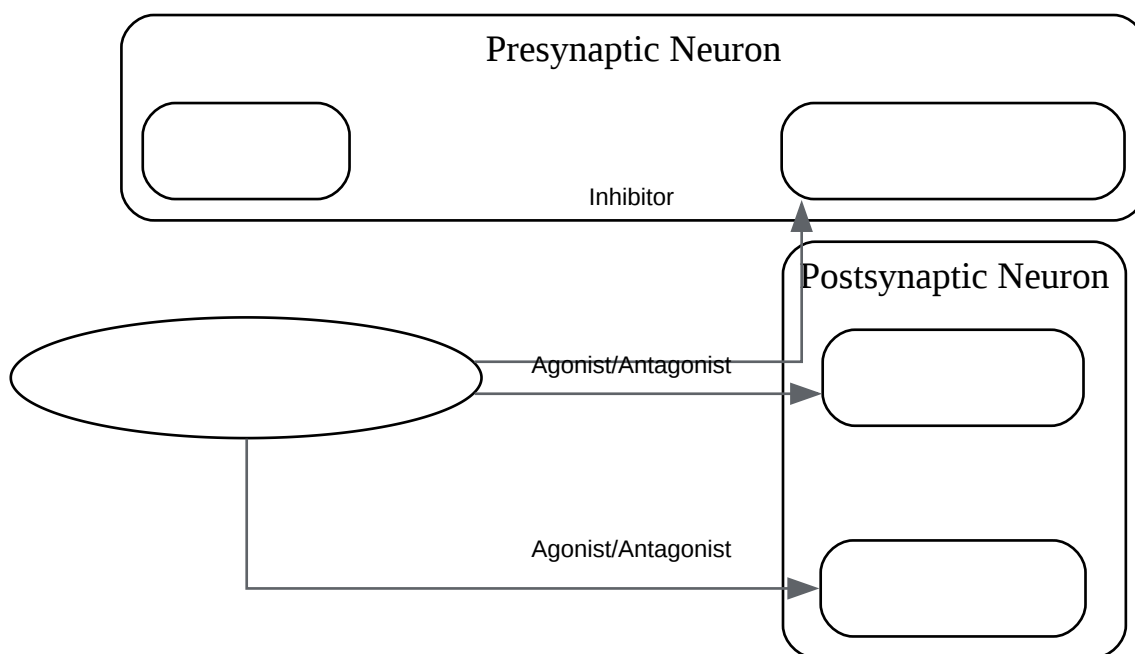 Presynaptic Neuron
Inhibitor
Postsynaptic Neuron
Agonist/Antagonist
Agonist/Antagonist